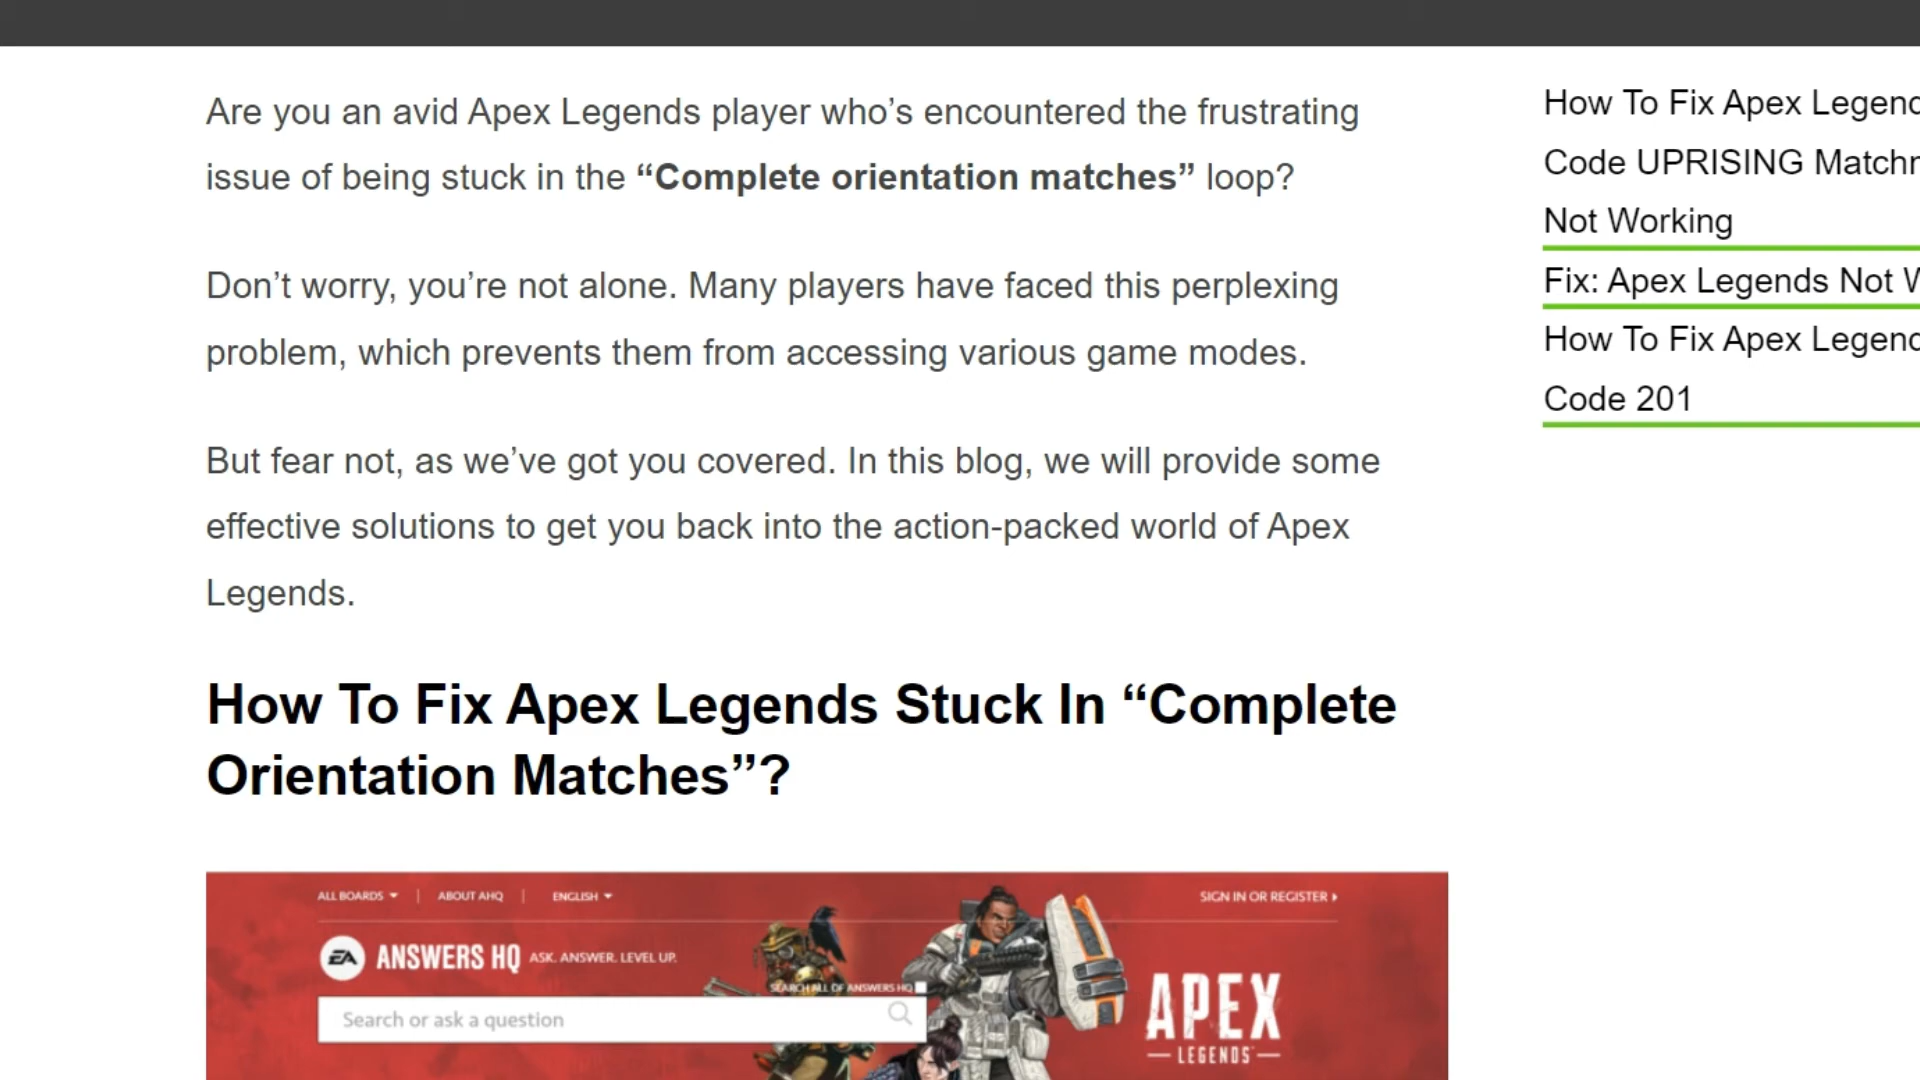 Are you an avid Apex Legends player who’s encountered the frustrating
issue of being stuck in the “Complete orientation matches” loop?
Don’t worry, you’re not alone. Many players have faced this perplexing
problem, which prevents them from accessing various game modes.
But fear not, as we’ve got you covered. In this blog, we will provide some
effective solutions to get you back into the action-packed world of Apex
Legends.
How To Fix Apex Legends Stuck In “Complete
Orientation Matches”?
ALL BOARDS | ABOUT AHQ | ENGLISH
SIGN IN OR REGISTER
EA ANSWERS HQ ASK. ANSWER. LEVEL UP.
SEARCH ALL OF ANSWERS HQ
Search or ask a question
APEX
LEGENDS
How To Fix Apex
Code UPRISING
Not Working
Fix: Apex Legends Not
How To Fix Apex
Code 201